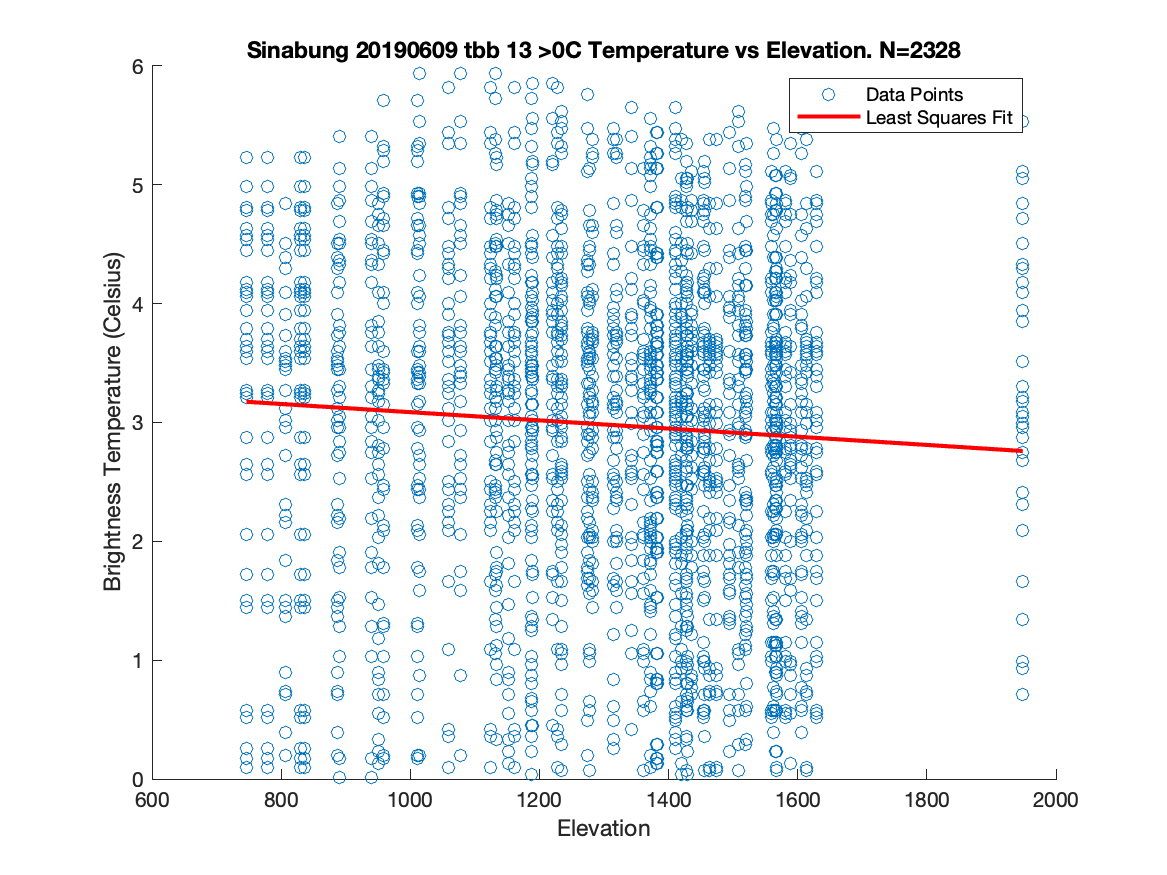 Sinabung 20190609 tbb 13 >0C Temperature vs Elevation. N=2328
Data Points
Least Squares Fit
Brightness Temperature (Celsius)
6
5
4
3
2
1
0
600 800 1000 1200 1400 1600 1800 2000
Elevation